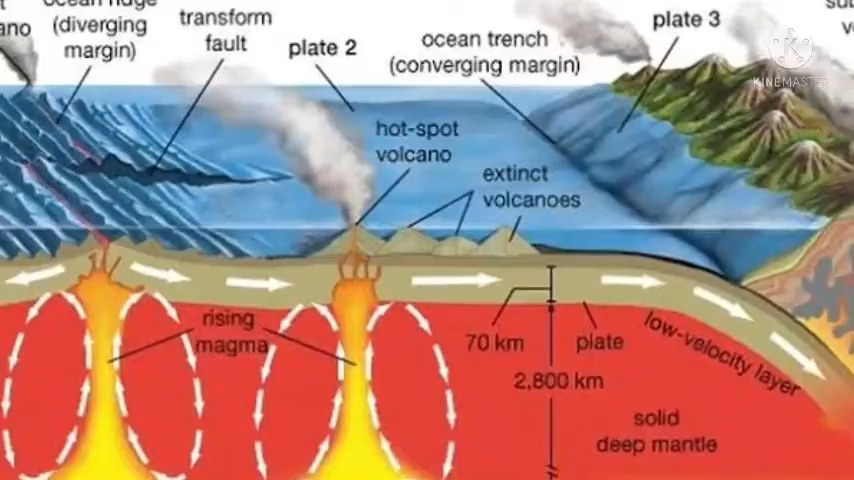 ocean ridge
(diverging
margin)
transform
fault
plate 2
ocean trench
(converging margin)
plate 3
KINEMASTER
hot-spot
volcano
extinct
volcanoes
rising
magma
70 km
plate
low-velocity layer
2,800 km
solid
deep mantle